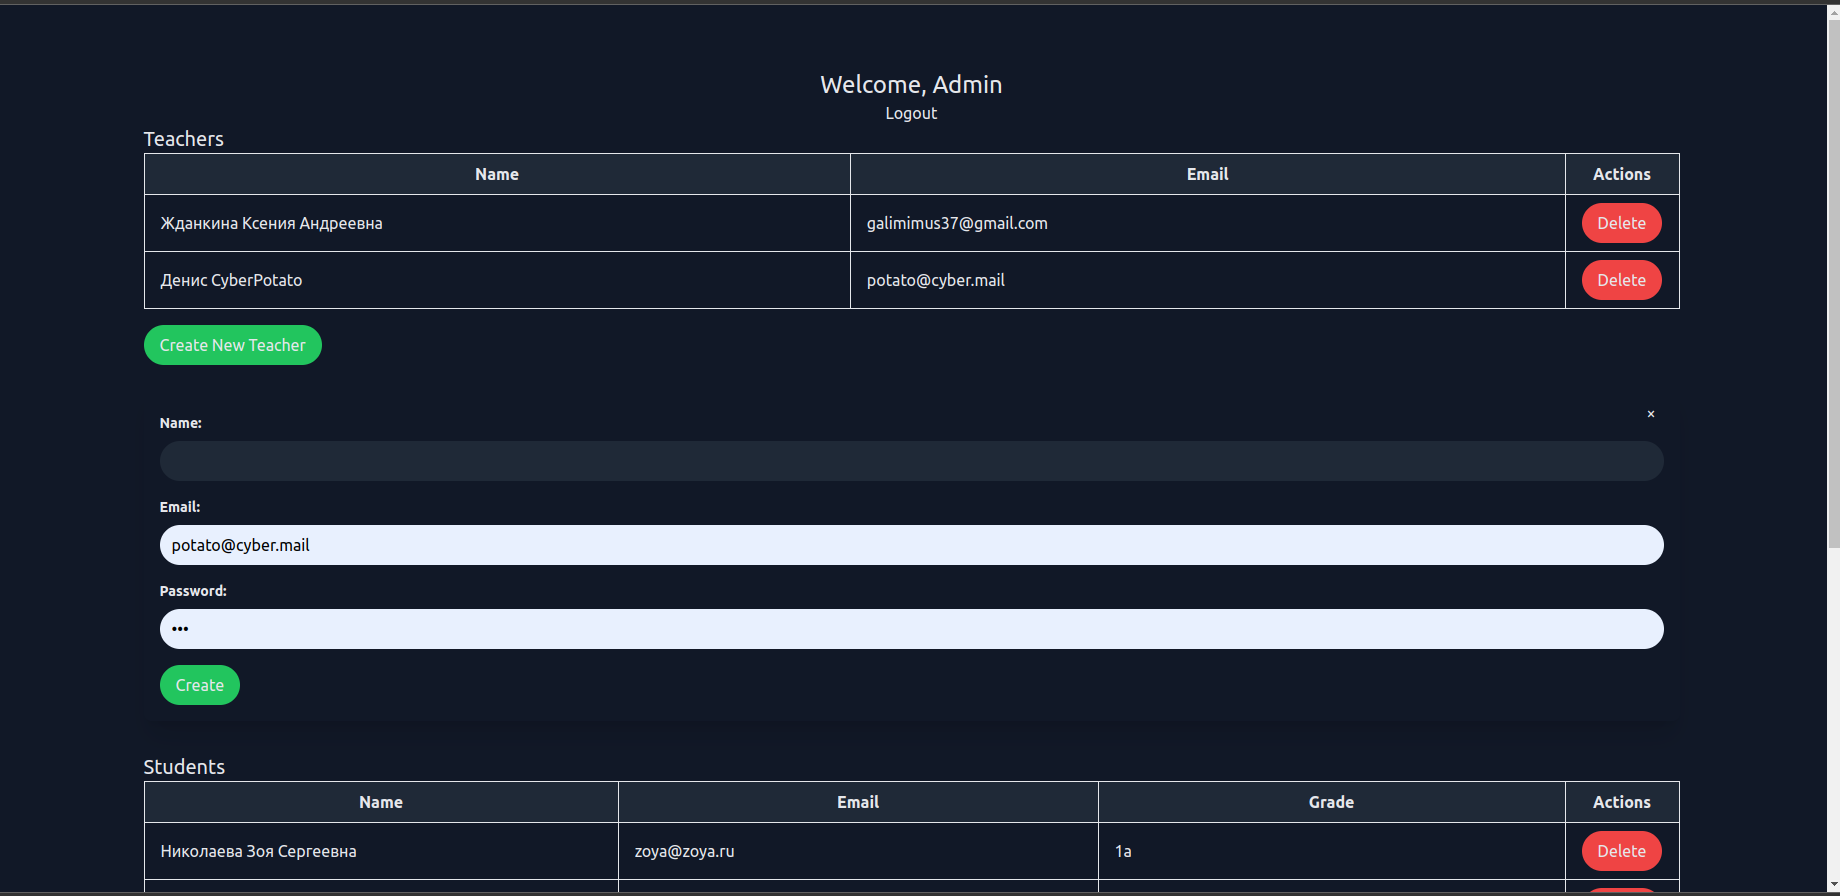 Welcome, Admin
Logout
Teachers
Name Email Actions
Жданкина Ксения Андреевна galimimus37@gmail.com Delete
Денис CyberPotato potato@cyber.mail Delete
Create New Teacher
×
Name:
Email:
potato@cyber.mail
Password:
•••
Create
Students
Name Email Grade Actions
Николаева Зоя Сергеевна zoya@zoya.ru 1a Delete